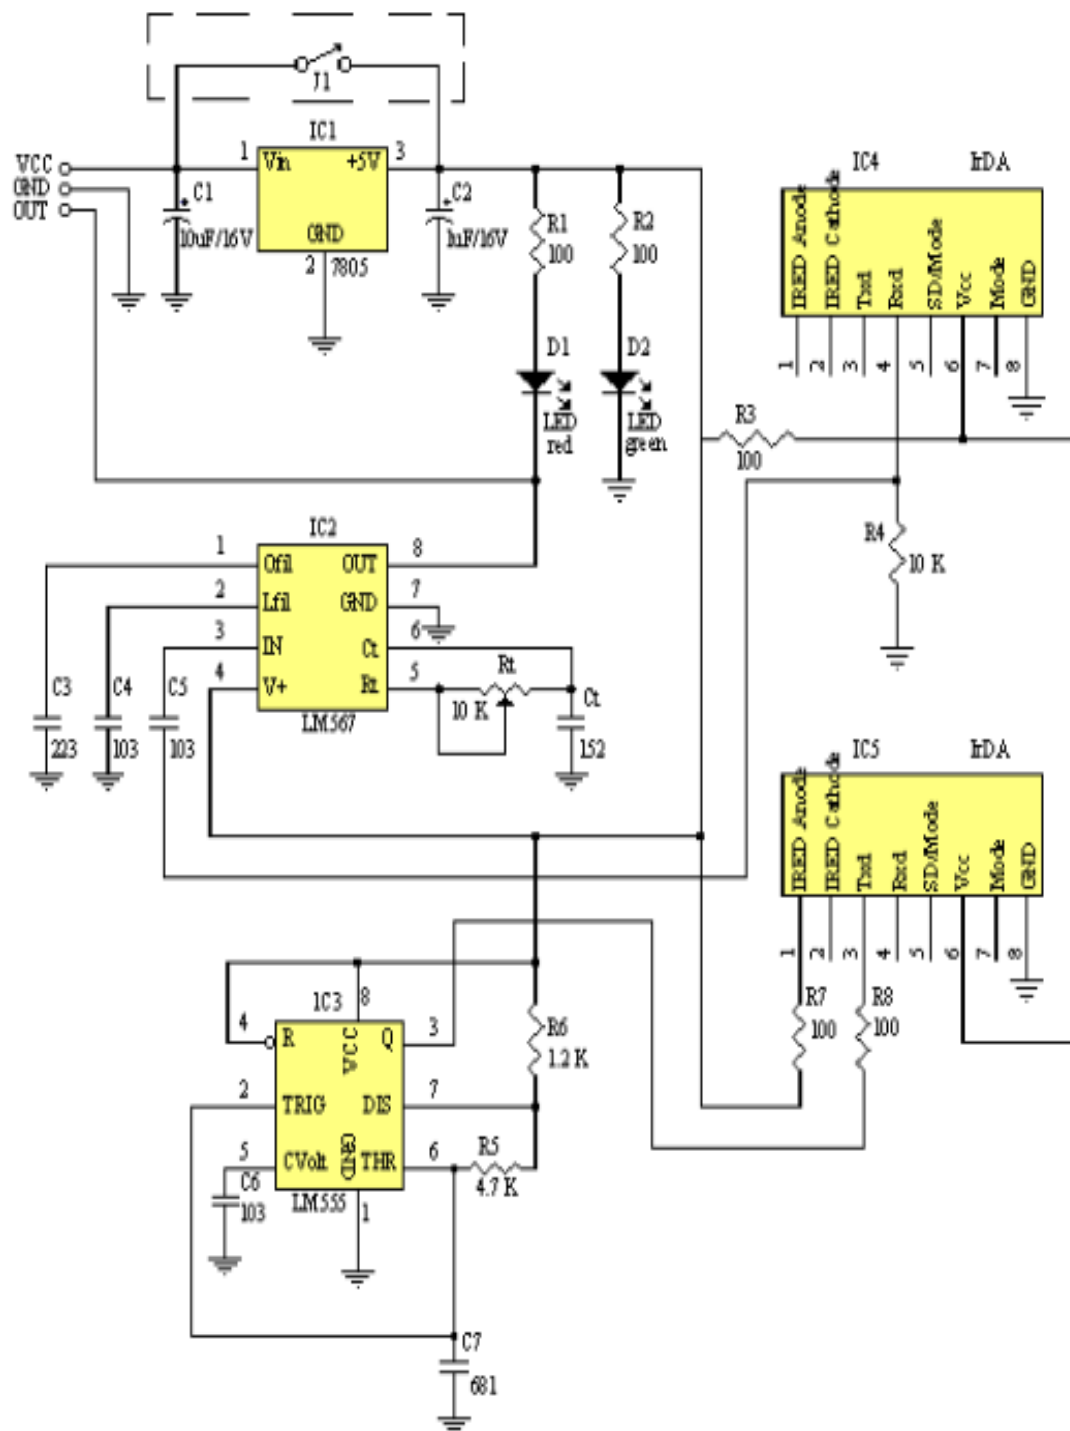 J1
IC1
VCC
GND
OUT
1
Vin
+5V
3
GND
2
7805
C1
10uF/16V
C2
1uF/16V
R1
100
R2
100
D1
LED
red
D2
LED
green
IC4
IrDA
IRED Anode
IRED Cathode
Txd
Rxd
SD/Mode
Vcc
Mode
GND
1
2
3
4
5
6
7
8
R3
100
R4
10 K
IC2
1
Ofil
OUT
8
2
Lfil
GND
7
3
IN
Ct
6
4
V+
Rt
5
LM567
C3
223
C4
103
C5
103
Rt
10 K
Ct
152
IC5
IrDA
IRED Anode
IRED Cathode
Txd
Rxd
SD/Mode
Vcc
Mode
GND
1
2
3
4
5
6
7
8
R7
100
R8
100
IC3
8
4
R
VCC
Q
3
2
TRIG
DIS
7
5
CVolt
GND
THR
6
LM555
1
R6
1.2 K
R5
4.7 K
C6
103
C7
681